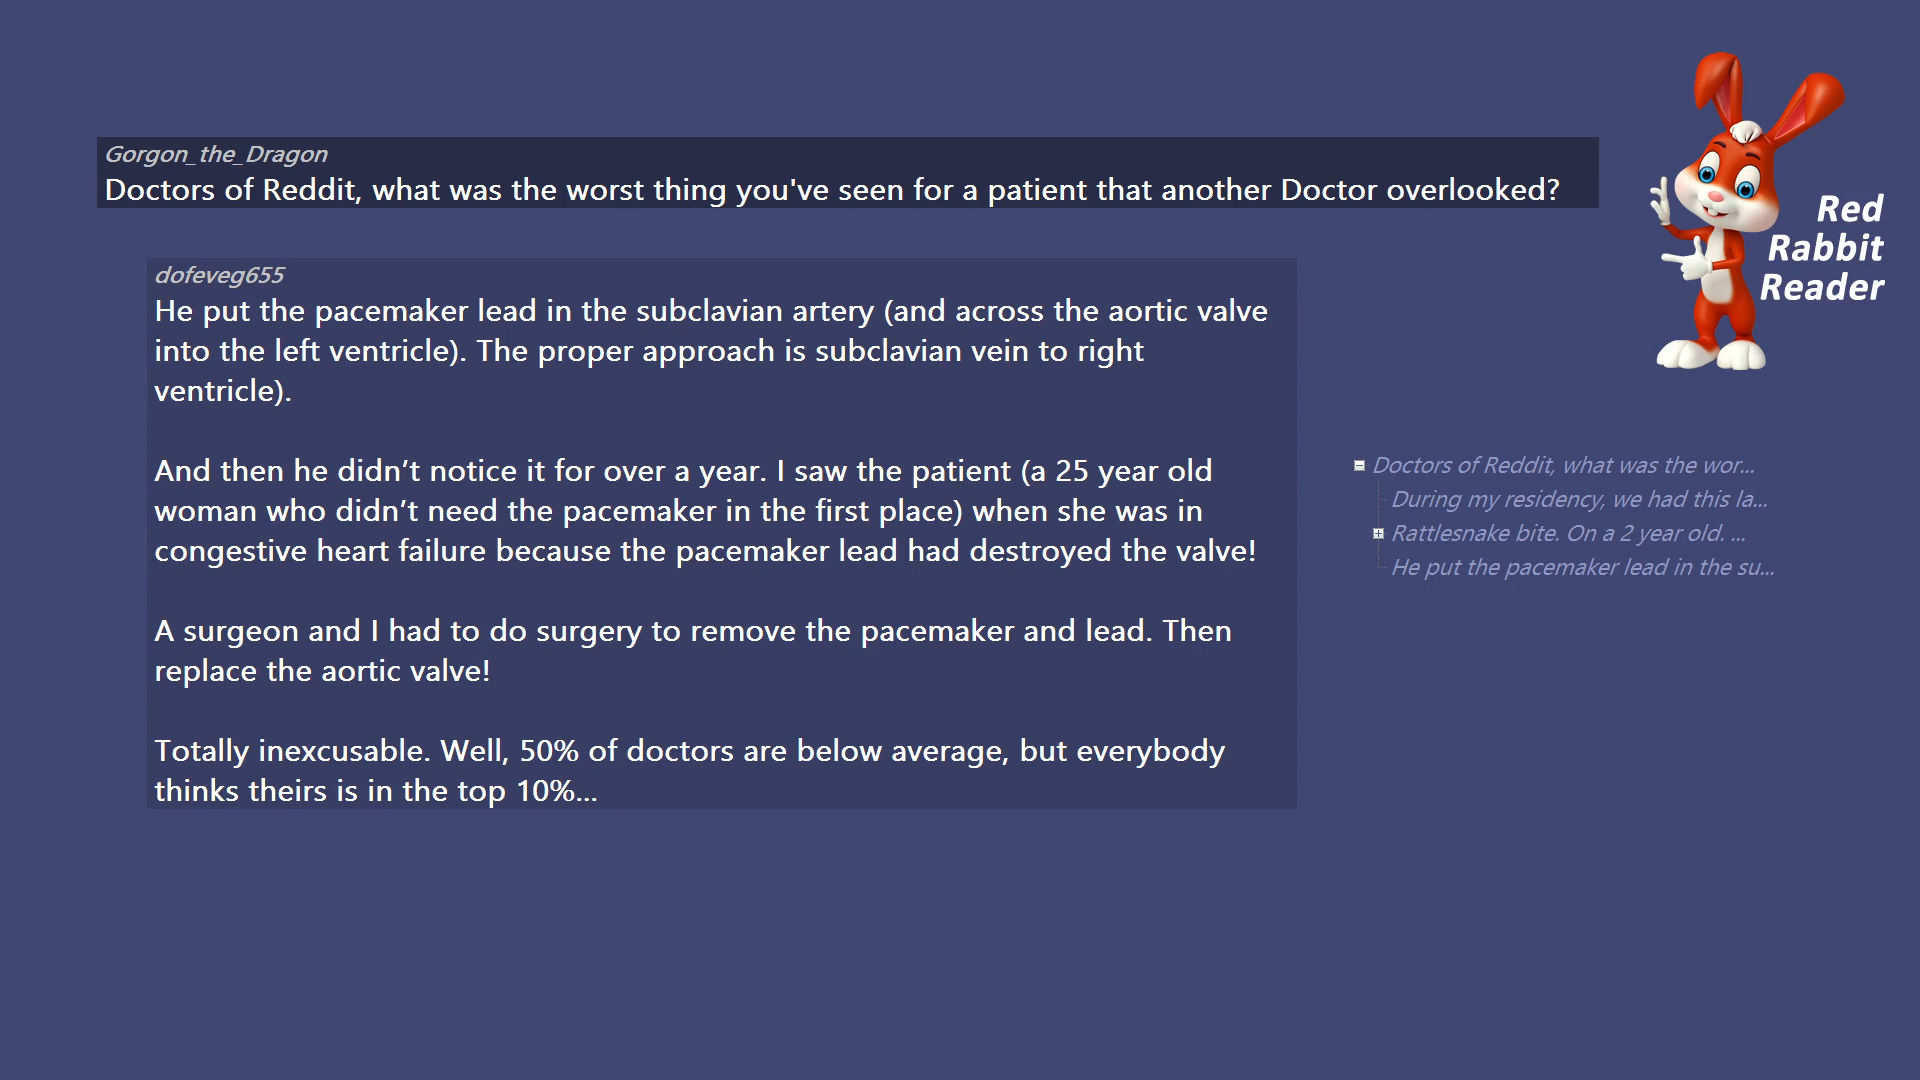 Gorgon_the_Dragon
Doctors of Reddit, what was the worst thing you've seen for a patient that another Doctor overlooked?
Red
Rabbit
Reader
dofeveg655
He put the pacemaker lead in the subclavian artery (and across the aortic valve
into the left ventricle). The proper approach is subclavian vein to right
ventricle).
And then he didn’t notice it for over a year. I saw the patient (a 25 year old
woman who didn’t need the pacemaker in the first place) when she was in
congestive heart failure because the pacemaker lead had destroyed the valve!
A surgeon and I had to do surgery to remove the pacemaker and lead. Then
replace the aortic valve!
Totally inexcusable. Well, 50% of doctors are below average, but everybody
thinks theirs is in the top 10%...
Doctors of Reddit, what was the wor...
During my residency, we had this la...
Rattlesnake bite. On a 2 year old. ...
He put the pacemaker lead in the su...